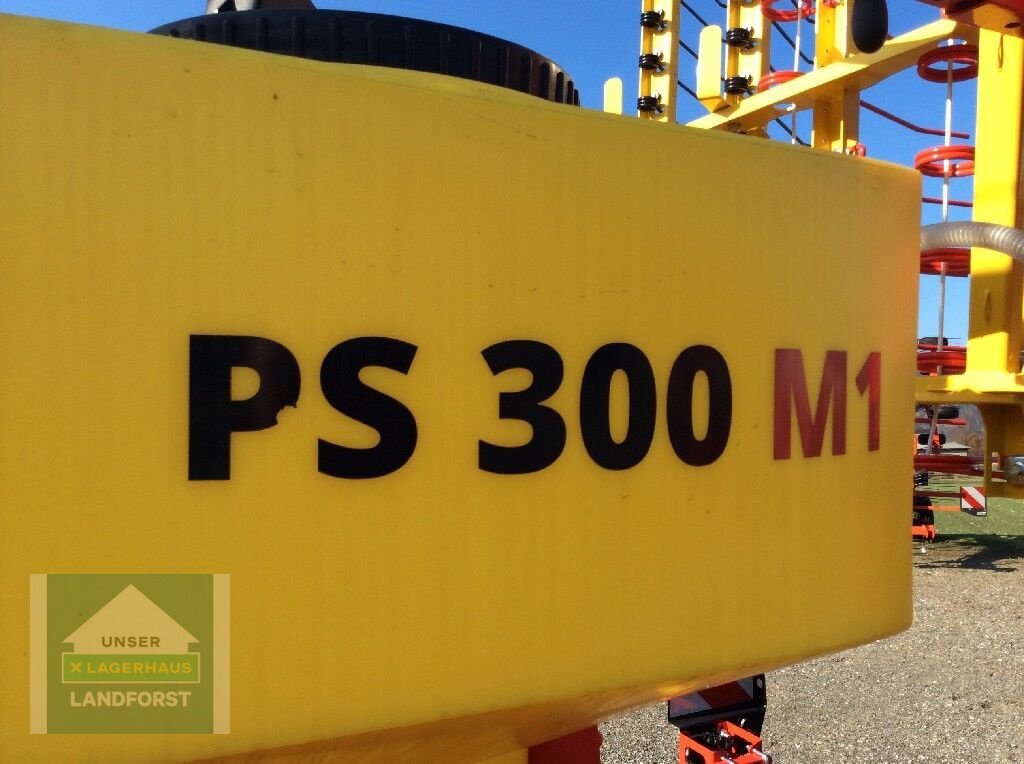 PS 300 M1
UNSER
X LAGERHAUS
LANDFORST